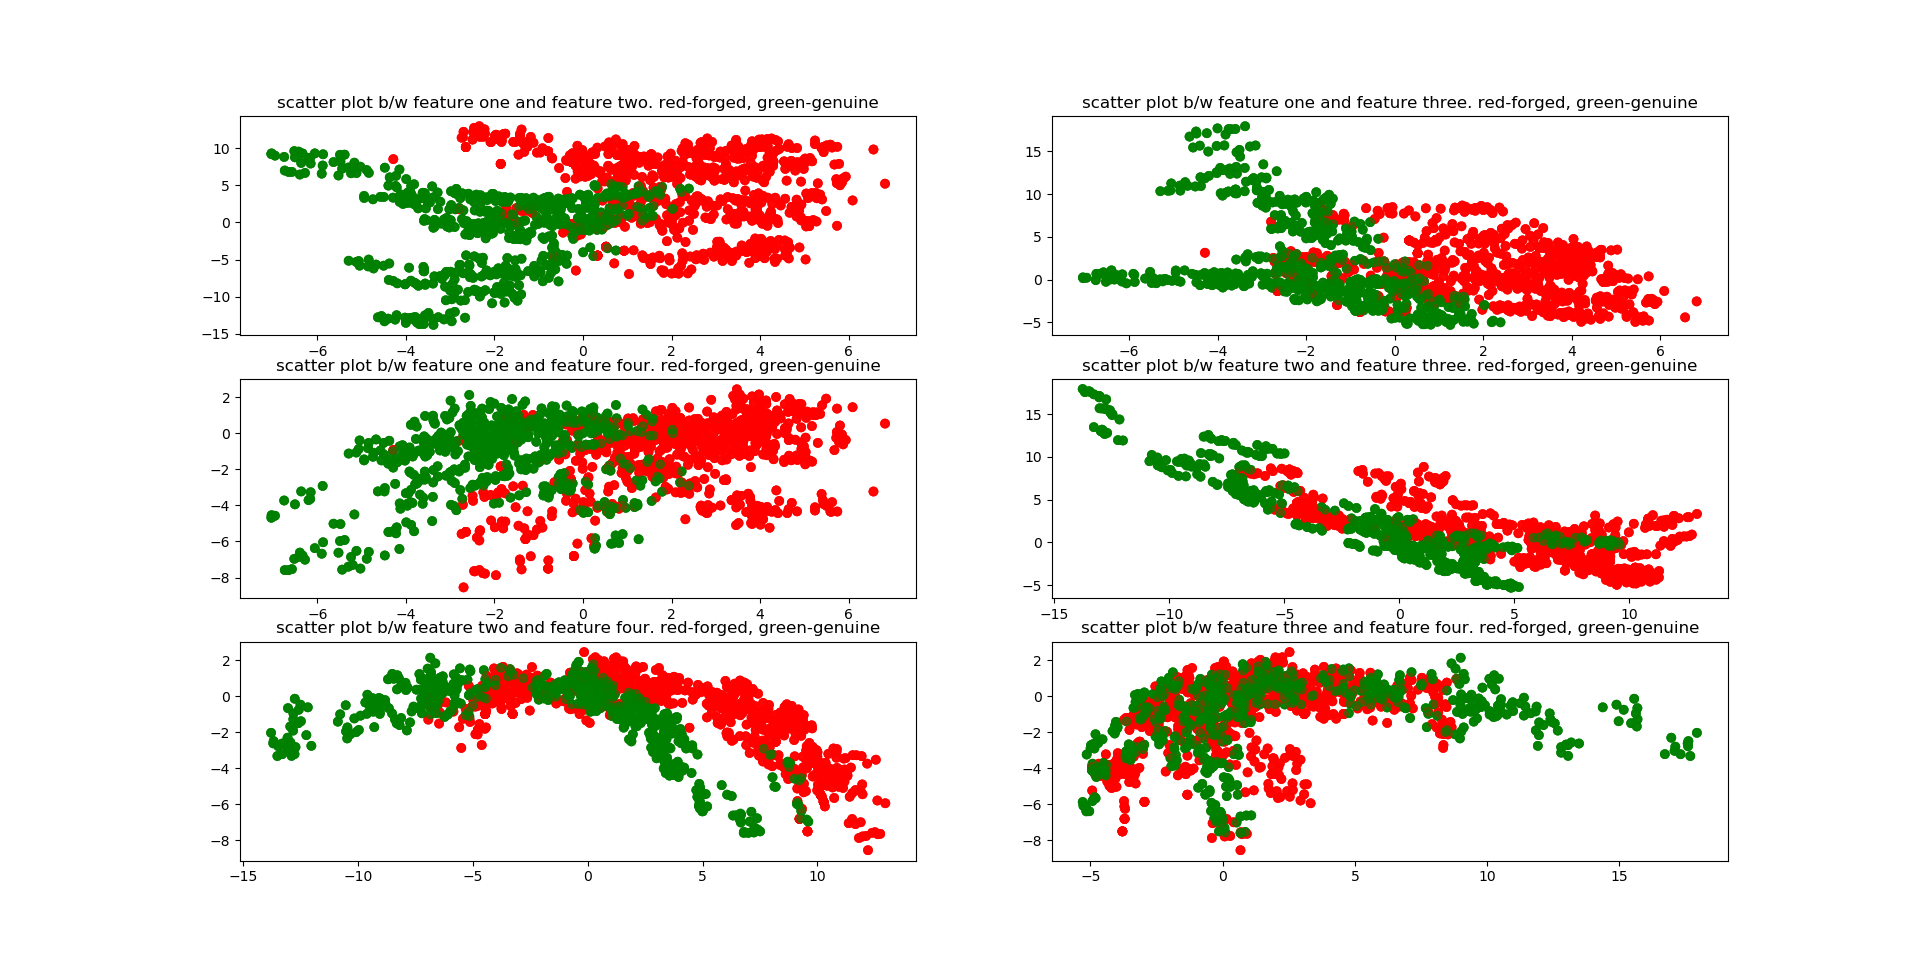 scatter plot b/w feature one and feature two. red-forged, green-genuine
10
5
0
−5
−10
−15
−6 −4 −2 0 2 4 6
scatter plot b/w feature one and feature three. red-forged, green-genuine
15
10
5
0
−5
−6 −4 −2 0 2 4 6
scatter plot b/w feature one and feature four. red-forged, green-genuine
2
0
−2
−4
−6
−8
−6 −4 −2 0 2 4 6
scatter plot b/w feature two and feature three. red-forged, green-genuine
15
10
5
0
−5
−15 −10 −5 0 5 10
scatter plot b/w feature two and feature four. red-forged, green-genuine
2
0
−2
−4
−6
−8
−15 −10 −5 0 5 10
scatter plot b/w feature three and feature four. red-forged, green-genuine
2
0
−2
−4
−6
−8
−5 0 5 10 15